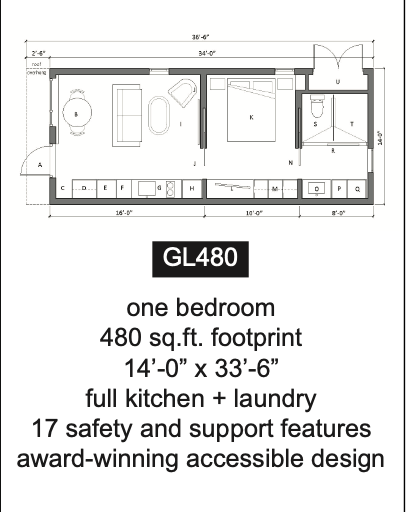 36'-6"
2'-6" 34'-0"
roof
overhang
U
J
B
K
S T
I
14'-0"
R
A
J
N
C D E F G H L M O P Q
16'-0" 10'-0" 8'-0"
GL480
one bedroom
480 sq.ft. footprint
14’-0” x 33’-6”
full kitchen + laundry
17 safety and support features
award-winning accessible design